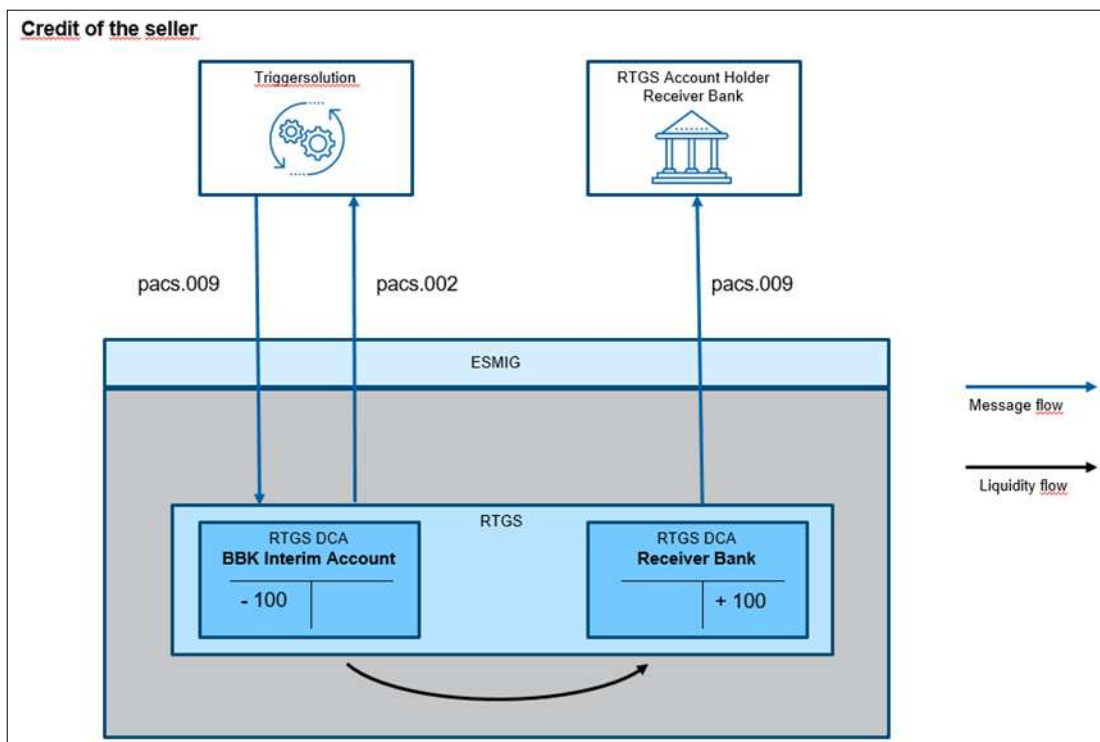 Credit of the seller
Triggersolution
RTGS Account Holder
Receiver Bank
pacs.009
pacs.002
pacs.009
ESMIG
Message flow
Liquidity flow
RTGS
RTGS DCA
BBK Interim Account
- 100
RTGS DCA
Receiver Bank
+ 100